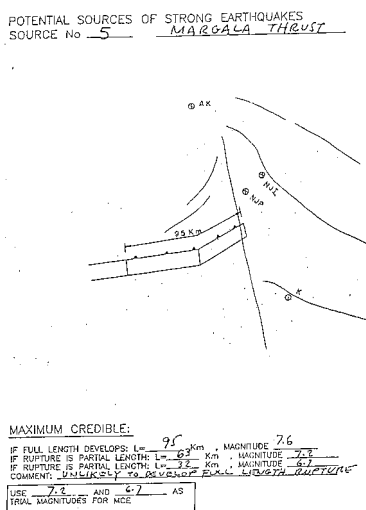 POTENTIAL SOURCES OF STRONG EARTHQUAKES
SOURCE No 5 MARGALA THRUST
AK
NJI
NJP
95 Km
K
MAXIMUM CREDIBLE:
IF FULL LENGTH DEVELOPS: L= 95 Km , MAGNITUDE 7.6
IF RUPTURE IS PARTIAL LENGTH: L= 63 Km , MAGNITUDE 7.2
IF RUPTURE IS PARTIAL LENGTH: L= 32 Km , MAGNITUDE 6.7
COMMENT: UNLIKELY TO DEVELOP FULL LENGTH RUPTURE
USE 7.2 AND 6.7 AS
TRIAL MAGNITUDES FOR MCE